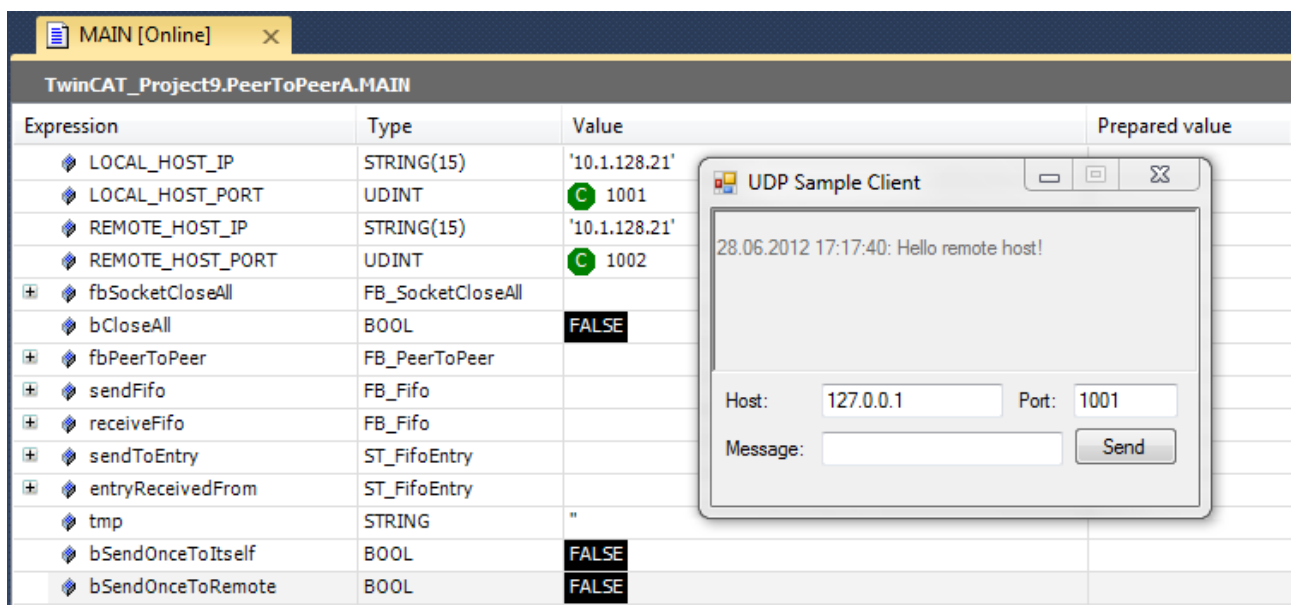 MAIN [Online]
TwinCAT_Project9.PeerToPeerA.MAIN
Expression Type Value Prepared value
LOCAL_HOST_IP STRING(15) '10.1.128.21'
LOCAL_HOST_PORT UDINT C 1001
REMOTE_HOST_IP STRING(15) '10.1.128.21'
REMOTE_HOST_PORT UDINT C 1002
fbSocketCloseAll FB_SocketCloseAll
bCloseAll BOOL FALSE
fbPeerToPeer FB_PeerToPeer
sendFifo FB_Fifo
receiveFifo FB_Fifo
sendToEntry ST_FifoEntry
entryReceivedFrom ST_FifoEntry
tmp STRING ''
bSendOnceToItself BOOL FALSE
bSendOnceToRemote BOOL FALSE
UDP Sample Client
28.06.2012 17:17:40: Hello remote host!
Host: 127.0.0.1 Port: 1001
Message: Send